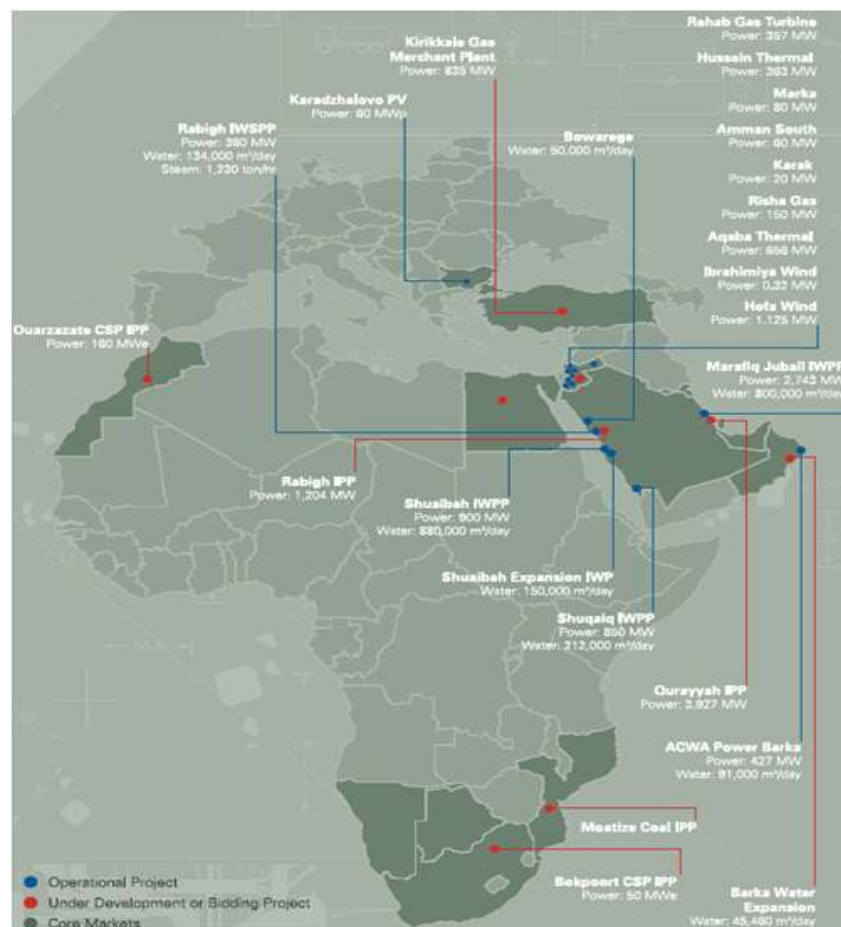 Rehab Gas Turbine
Power: 357 MW
Hussein Thermal
Power: 363 MW
Marka
Power: 80 MW
Amman South
Power: 60 MW
Karak
Power: 20 MW
Risha Gas
Power: 150 MW
Aqaba Thermal
Power: 656 MW
Ibrahimiya Wind
Power: 0.32 MW
Hofa Wind
Power: 1.125 MW
Kirikkale Gas
Merchant Plant
Power: 835 MW
Karadzhalovo PV
Power: 60 MWp
Rabigh IWSPP
Power: 360 MW
Water: 134,000 m³/day
Steam: 1,230 ton/hr
Bowarege
Water: 50,000 m³/day
Ouarzazate CSP IPP
Power: 160 MWe
Marafiq Jubail IWPP
Power: 2,743 MW
Water: 800,000 m³/day
Rabigh IPP
Power: 1,204 MW
Shuaibah IWPP
Power: 900 MW
Water: 880,000 m³/day
Shuaibah Expansion IWP
Water: 150,000 m³/day
Shuqaiq IWPP
Power: 850 MW
Water: 212,000 m³/day
Qurayyah IPP
Power: 3,927 MW
ACWA Power Barka
Power: 427 MW
Water: 91,000 m³/day
Moatize Coal IPP
Bokpoort CSP IPP
Power: 50 MWe
Barka Water
Expansion
Water: 45,460 m³/day
Operational Project
Under Development or Bidding Project
Core Markets